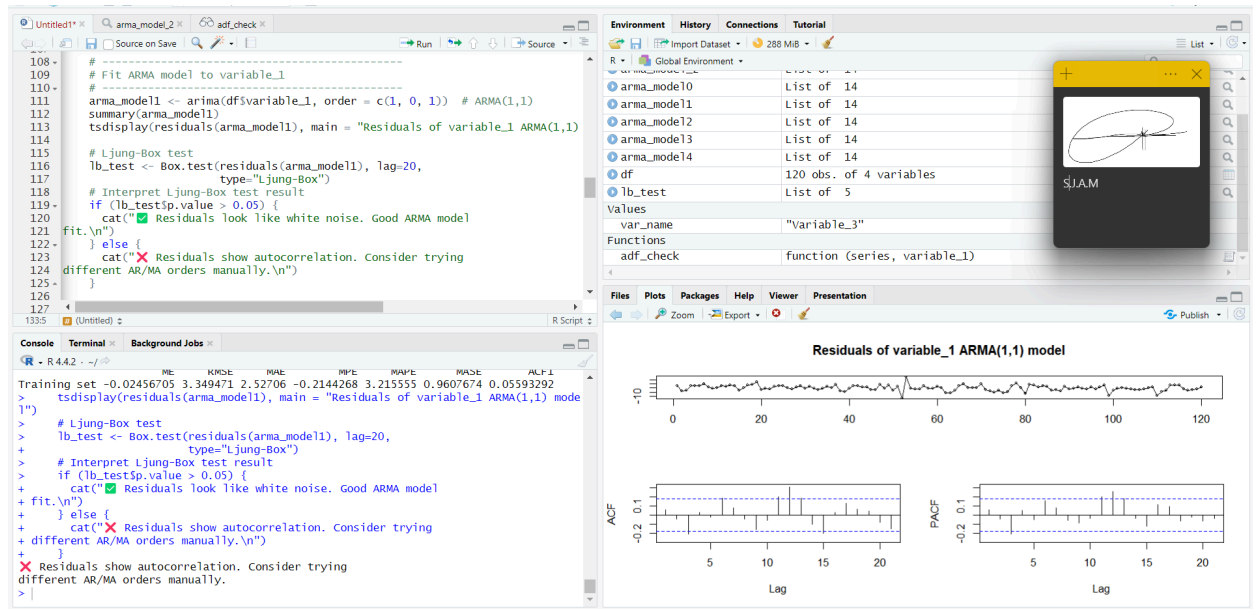 Untitled1* × arma_model_2 × adf_check ×
Source on Save Run Source
108 # ----------------------------------------
109 # Fit ARMA model to variable_1
110 # ----------------------------------------
111 arma_model1 <- arima(df$variable_1, order = c(1, 0, 1)) # ARMA(1,1)
112 summary(arma_model1)
113 tsdisplay(residuals(arma_model1), main = "Residuals of variable_1 ARMA(1,1)
114
115 # Ljung-Box test
116 lb_test <- Box.test(residuals(arma_model1), lag=20,
117 type="Ljung-Box")
118 # Interpret Ljung-Box test result
119 if (lb_test$p.value > 0.05) {
120 cat("✅ Residuals look like white noise. Good ARMA model
121 fit.\n")
122 } else {
123 cat("❌ Residuals show autocorrelation. Consider trying
124 different AR/MA orders manually.\n")
125 }
126
127
133:5 (Untitled) R Script
Console Terminal × Background Jobs ×
R 4.4.2 · ~/
ME RMSE MAE MPE MAPE MASE ACF1
Training set -0.02456705 3.349471 2.52706 -0.2144268 3.215555 0.9607674 0.05593292
> tsdisplay(residuals(arma_model1), main = "Residuals of variable_1 ARMA(1,1) mode
l")
> # Ljung-Box test
> lb_test <- Box.test(residuals(arma_model1), lag=20,
+ type="Ljung-Box")
> # Interpret Ljung-Box test result
> if (lb_test$p.value > 0.05) {
+ cat("✅ Residuals look like white noise. Good ARMA model
+ fit.\n")
+ } else {
+ cat("❌ Residuals show autocorrelation. Consider trying
+ different AR/MA orders manually.\n")
+ }
❌ Residuals show autocorrelation. Consider trying
different AR/MA orders manually.
>
Environment History Connections Tutorial
Import Dataset 288 MiB List
R Global Environment
arma_model0 List of 14
arma_model1 List of 14
arma_model2 List of 14
arma_model3 List of 14
arma_model4 List of 14
df 120 obs. of 4 variables
lb_test List of 5
Values
var_name "Variable_3"
Functions
adf_check function (series, variable_1)
S.J.A.M
Files Plots Packages Help Viewer Presentation
Zoom Export Publish
Residuals of variable_1 ARMA(1,1) model
-10
0 20 40 60 80 100 120
ACF
-0.2 0.1
5 10 15 20
Lag
PACF
-0.2 0.1
5 10 15 20
Lag